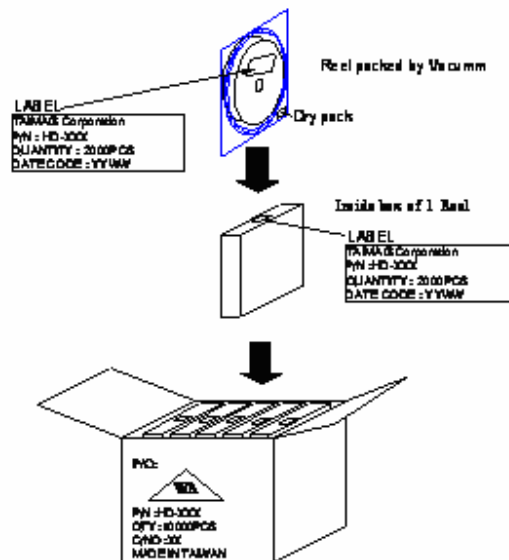 Reel packed by Vacumm
Dry pack
LABEL
TAIMAG Corporation
P/N : HD-XXX
QUANTITY : 2000PCS
DATE CODE : YYWW
Inside box of 1 Reel
LABEL
TAIMAG Corporation
P/N :HD-XXX
QUANTITY : 2000PCS
DATE CODE : YYWW
P/N :HD-XXX
QTY :10000PCS
C/NO :XX
MADE IN TAIWAN